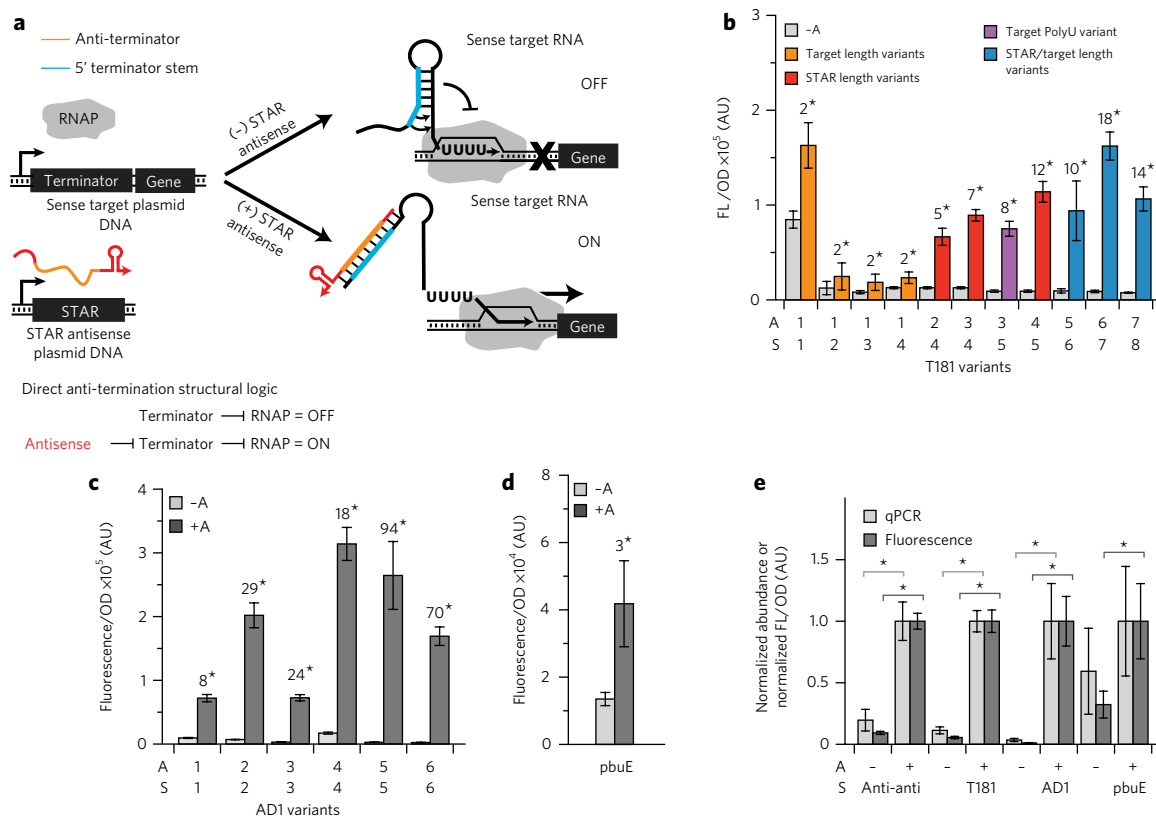 a
Anti-terminator
5′ terminator stem
RNAP
Terminator
Gene
Sense target plasmid
DNA
STAR
STAR antisense
plasmid DNA
(–) STAR
antisense
(+) STAR
antisense
Sense target RNA
OFF
UUUU
X
Gene
Sense target RNA
ON
UUUU
Gene
Direct anti-termination structural logic
Terminator RNAP = OFF
Antisense Terminator RNAP = ON
b
–A
Target length variants
STAR length variants
Target PolyU variant
STAR/target length
variants
FL/OD ×10⁵ (AU)
3
2
1
0
2* 2* 2* 2* 5* 7* 8* 12* 10* 18* 14*
A 1 1 1 1 2 3 3 4 5 6 7
S 1 2 3 4 4 4 5 5 6 7 8
T181 variants
c
–A
+A
Fluorescence/OD ×10⁵ (AU)
4
3
2
1
0
8* 29* 24* 18* 94* 70*
A 1 2 3 4 5 6
S 1 2 3 4 5 6
AD1 variants
d
–A
+A
Fluorescence/OD ×10⁴ (AU)
8
6
4
2
0
3*
pbuE
e
qPCR
Fluorescence
Normalized abundance or
normalized FL/OD (AU)
1.5
1.0
0.5
0
* * * * * * *
A – + – + – + – +
S Anti-anti T181 AD1 pbuE